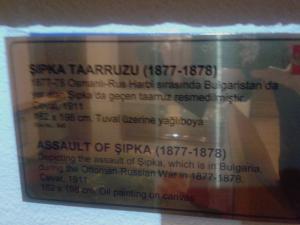 ŞIPKA TAARRUZU (1877-1878)
1877-78 Osmanlı-Rus Harbi sırasında Bulgaristan'da
yer alan Şıpka'da geçen taarruz resmedilmiştir.
Cevat, 1911
182 x 198 cm. Tuval üzerine yağlıboya
ASSAULT OF ŞIPKA (1877-1878)
Depicting the assault of Şıpka, which is in Bulgaria,
during the Ottoman-Russian War in 1877-1878.
Cevat, 1911
182 x 198 cm. Oil painting on canvas